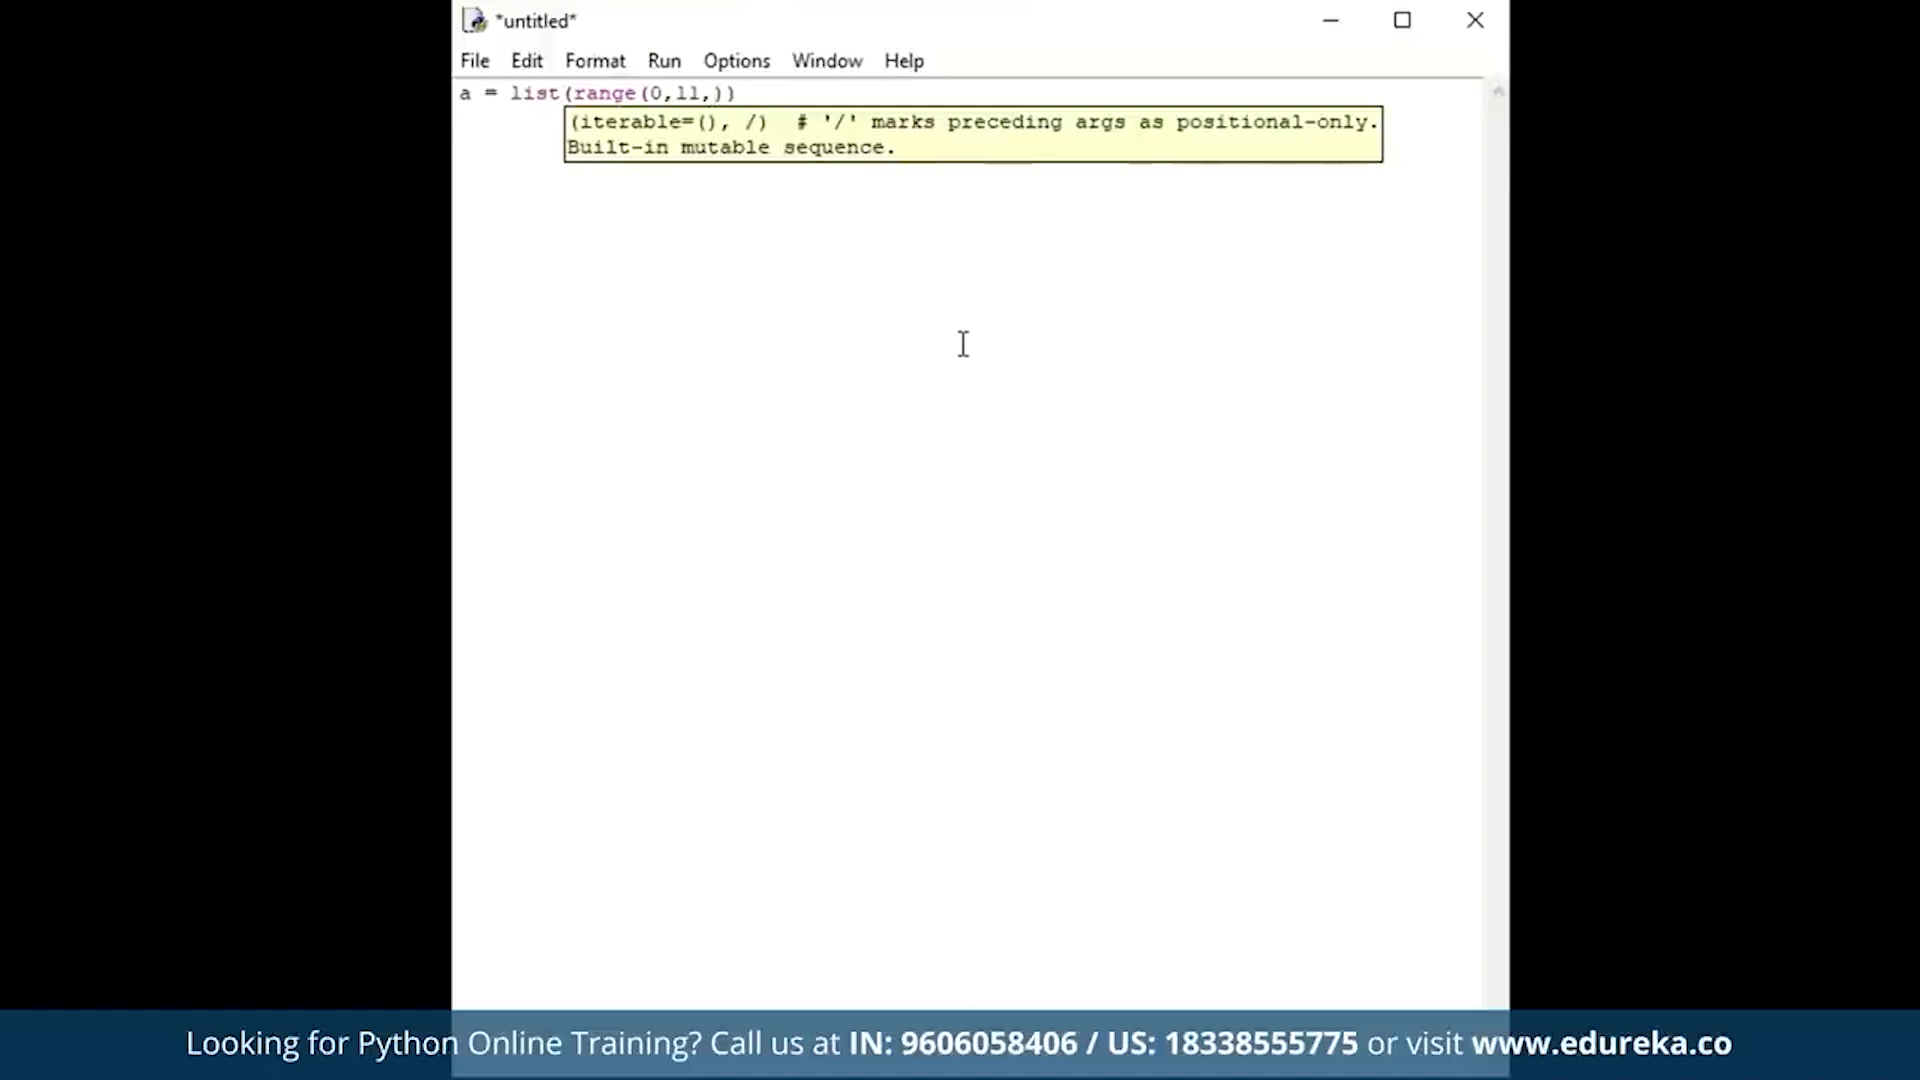 *untitled*
File Edit Format Run Options Window Help
a = list(range(0,11,))
(iterable=(), /)  # '/' marks preceding args as positional-only.
Built-in mutable sequence.
Looking for Python Online Training? Call us at IN: 9606058406 / US: 18338555775 or visit www.edureka.co